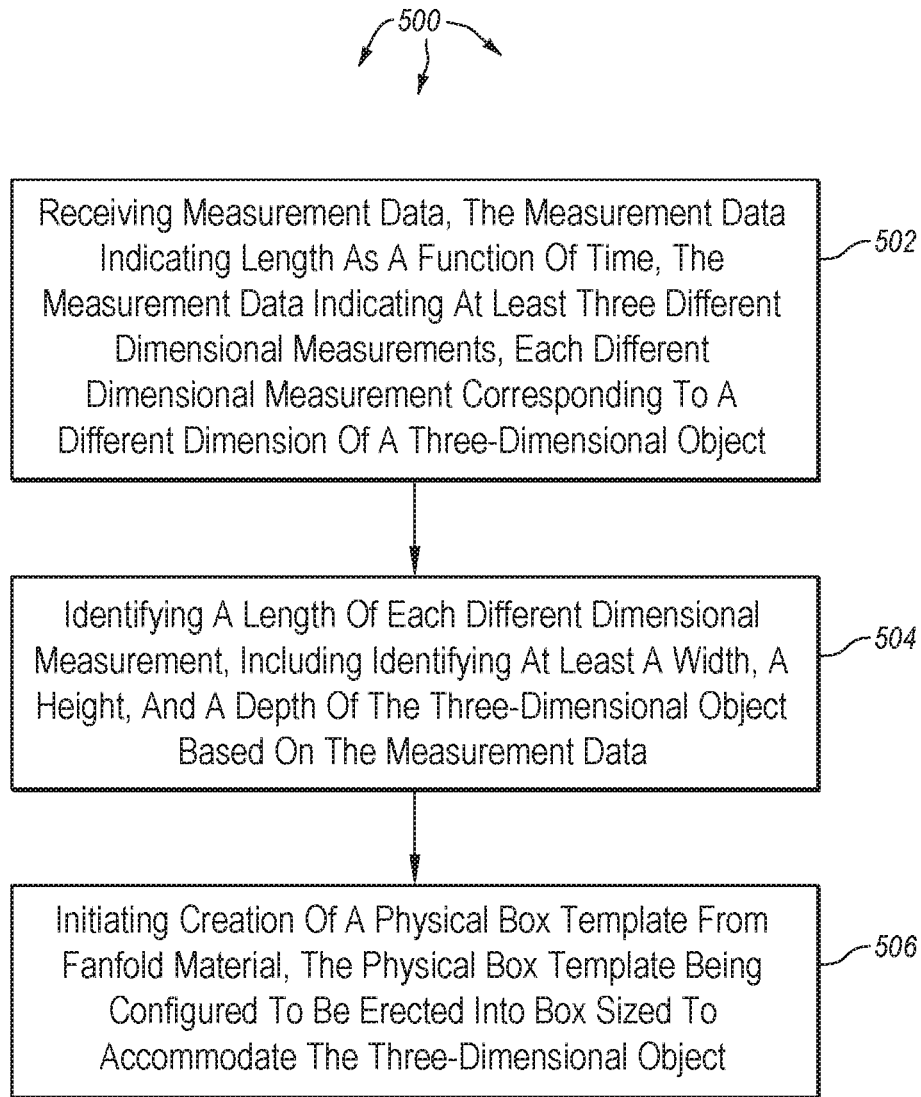 500
Receiving Measurement Data, The Measurement Data
Indicating Length As A Function Of Time, The
Measurement Data Indicating At Least Three Different
Dimensional Measurements, Each Different
Dimensional Measurement Corresponding To A
Different Dimension Of A Three-Dimensional Object
502
Identifying A Length Of Each Different Dimensional
Measurement, Including Identifying At Least A Width, A
Height, And A Depth Of The Three-Dimensional Object
Based On The Measurement Data
504
Initiating Creation Of A Physical Box Template From
Fanfold Material, The Physical Box Template Being
Configured To Be Erected Into Box Sized To
Accommodate The Three-Dimensional Object
506